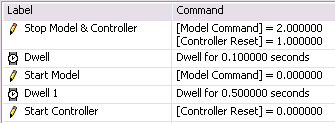 Label Command
Stop Model & Controller [Model Command] = 2.000000
[Controller Reset] = 1.000000
Dwell Dwell for 0.100000 seconds
Start Model [Model Command] = 0.000000
Dwell 1 Dwell for 0.500000 seconds
Start Controller [Controller Reset] = 0.000000